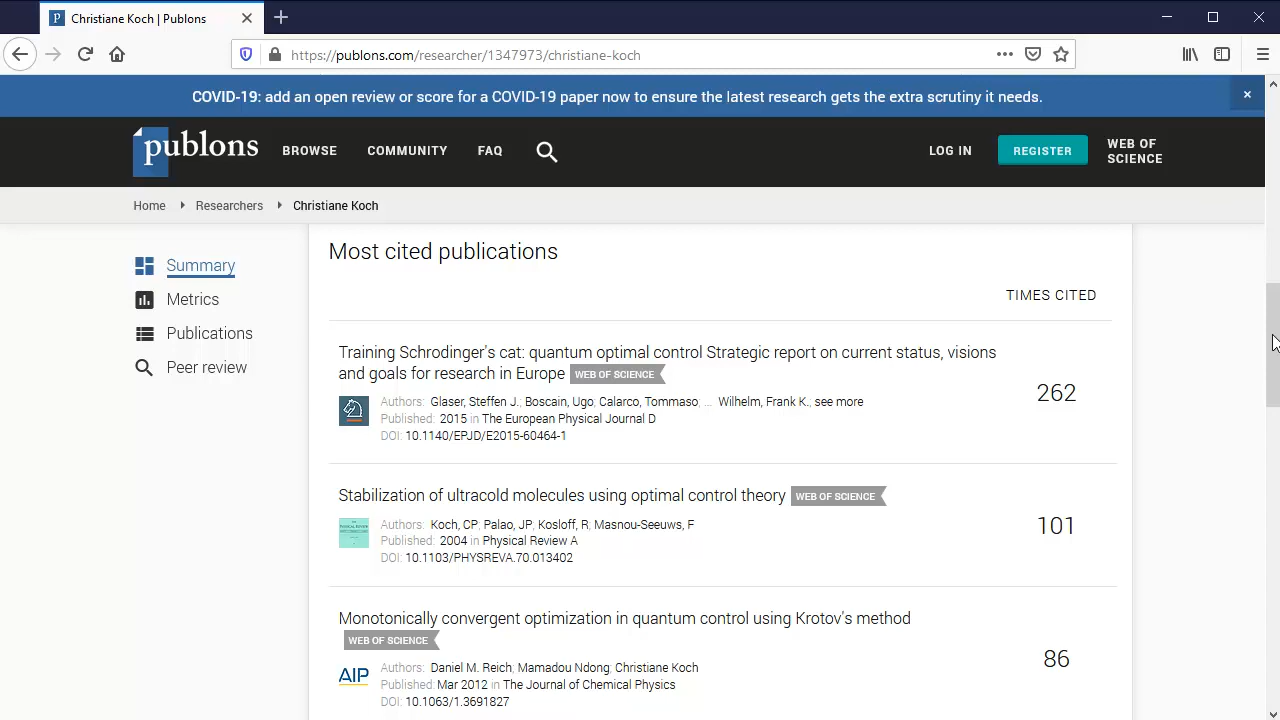 Christiane Koch | Publons
https://publons.com/researcher/1347973/christiane-koch
COVID-19: add an open review or score for a COVID-19 paper now to ensure the latest research gets the extra scrutiny it needs.
publons
BROWSE
COMMUNITY
FAQ
LOG IN
REGISTER
WEB OF
SCIENCE
Home
Researchers
Christiane Koch
Summary
Metrics
Publications
Peer review
Most cited publications
TIMES CITED
Training Schrodinger's cat: quantum optimal control Strategic report on current status, visions
and goals for research in Europe WEB OF SCIENCE
Authors: Glaser, Steffen J.; Boscain, Ugo; Calarco, Tommaso; ... Wilhelm, Frank K.; see more
Published: 2015 in The European Physical Journal D
DOI: 10.1140/EPJD/E2015-60464-1
262
Stabilization of ultracold molecules using optimal control theory WEB OF SCIENCE
Authors: Koch, CP; Palao, JP; Kosloff, R; Masnou-Seeuws, F
Published: 2004 in Physical Review A
DOI: 10.1103/PHYSREVA.70.013402
101
Monotonically convergent optimization in quantum control using Krotov's method
WEB OF SCIENCE
AIP
Authors: Daniel M. Reich; Mamadou Ndong; Christiane Koch
Published: Mar 2012 in The Journal of Chemical Physics
DOI: 10.1063/1.3691827
86